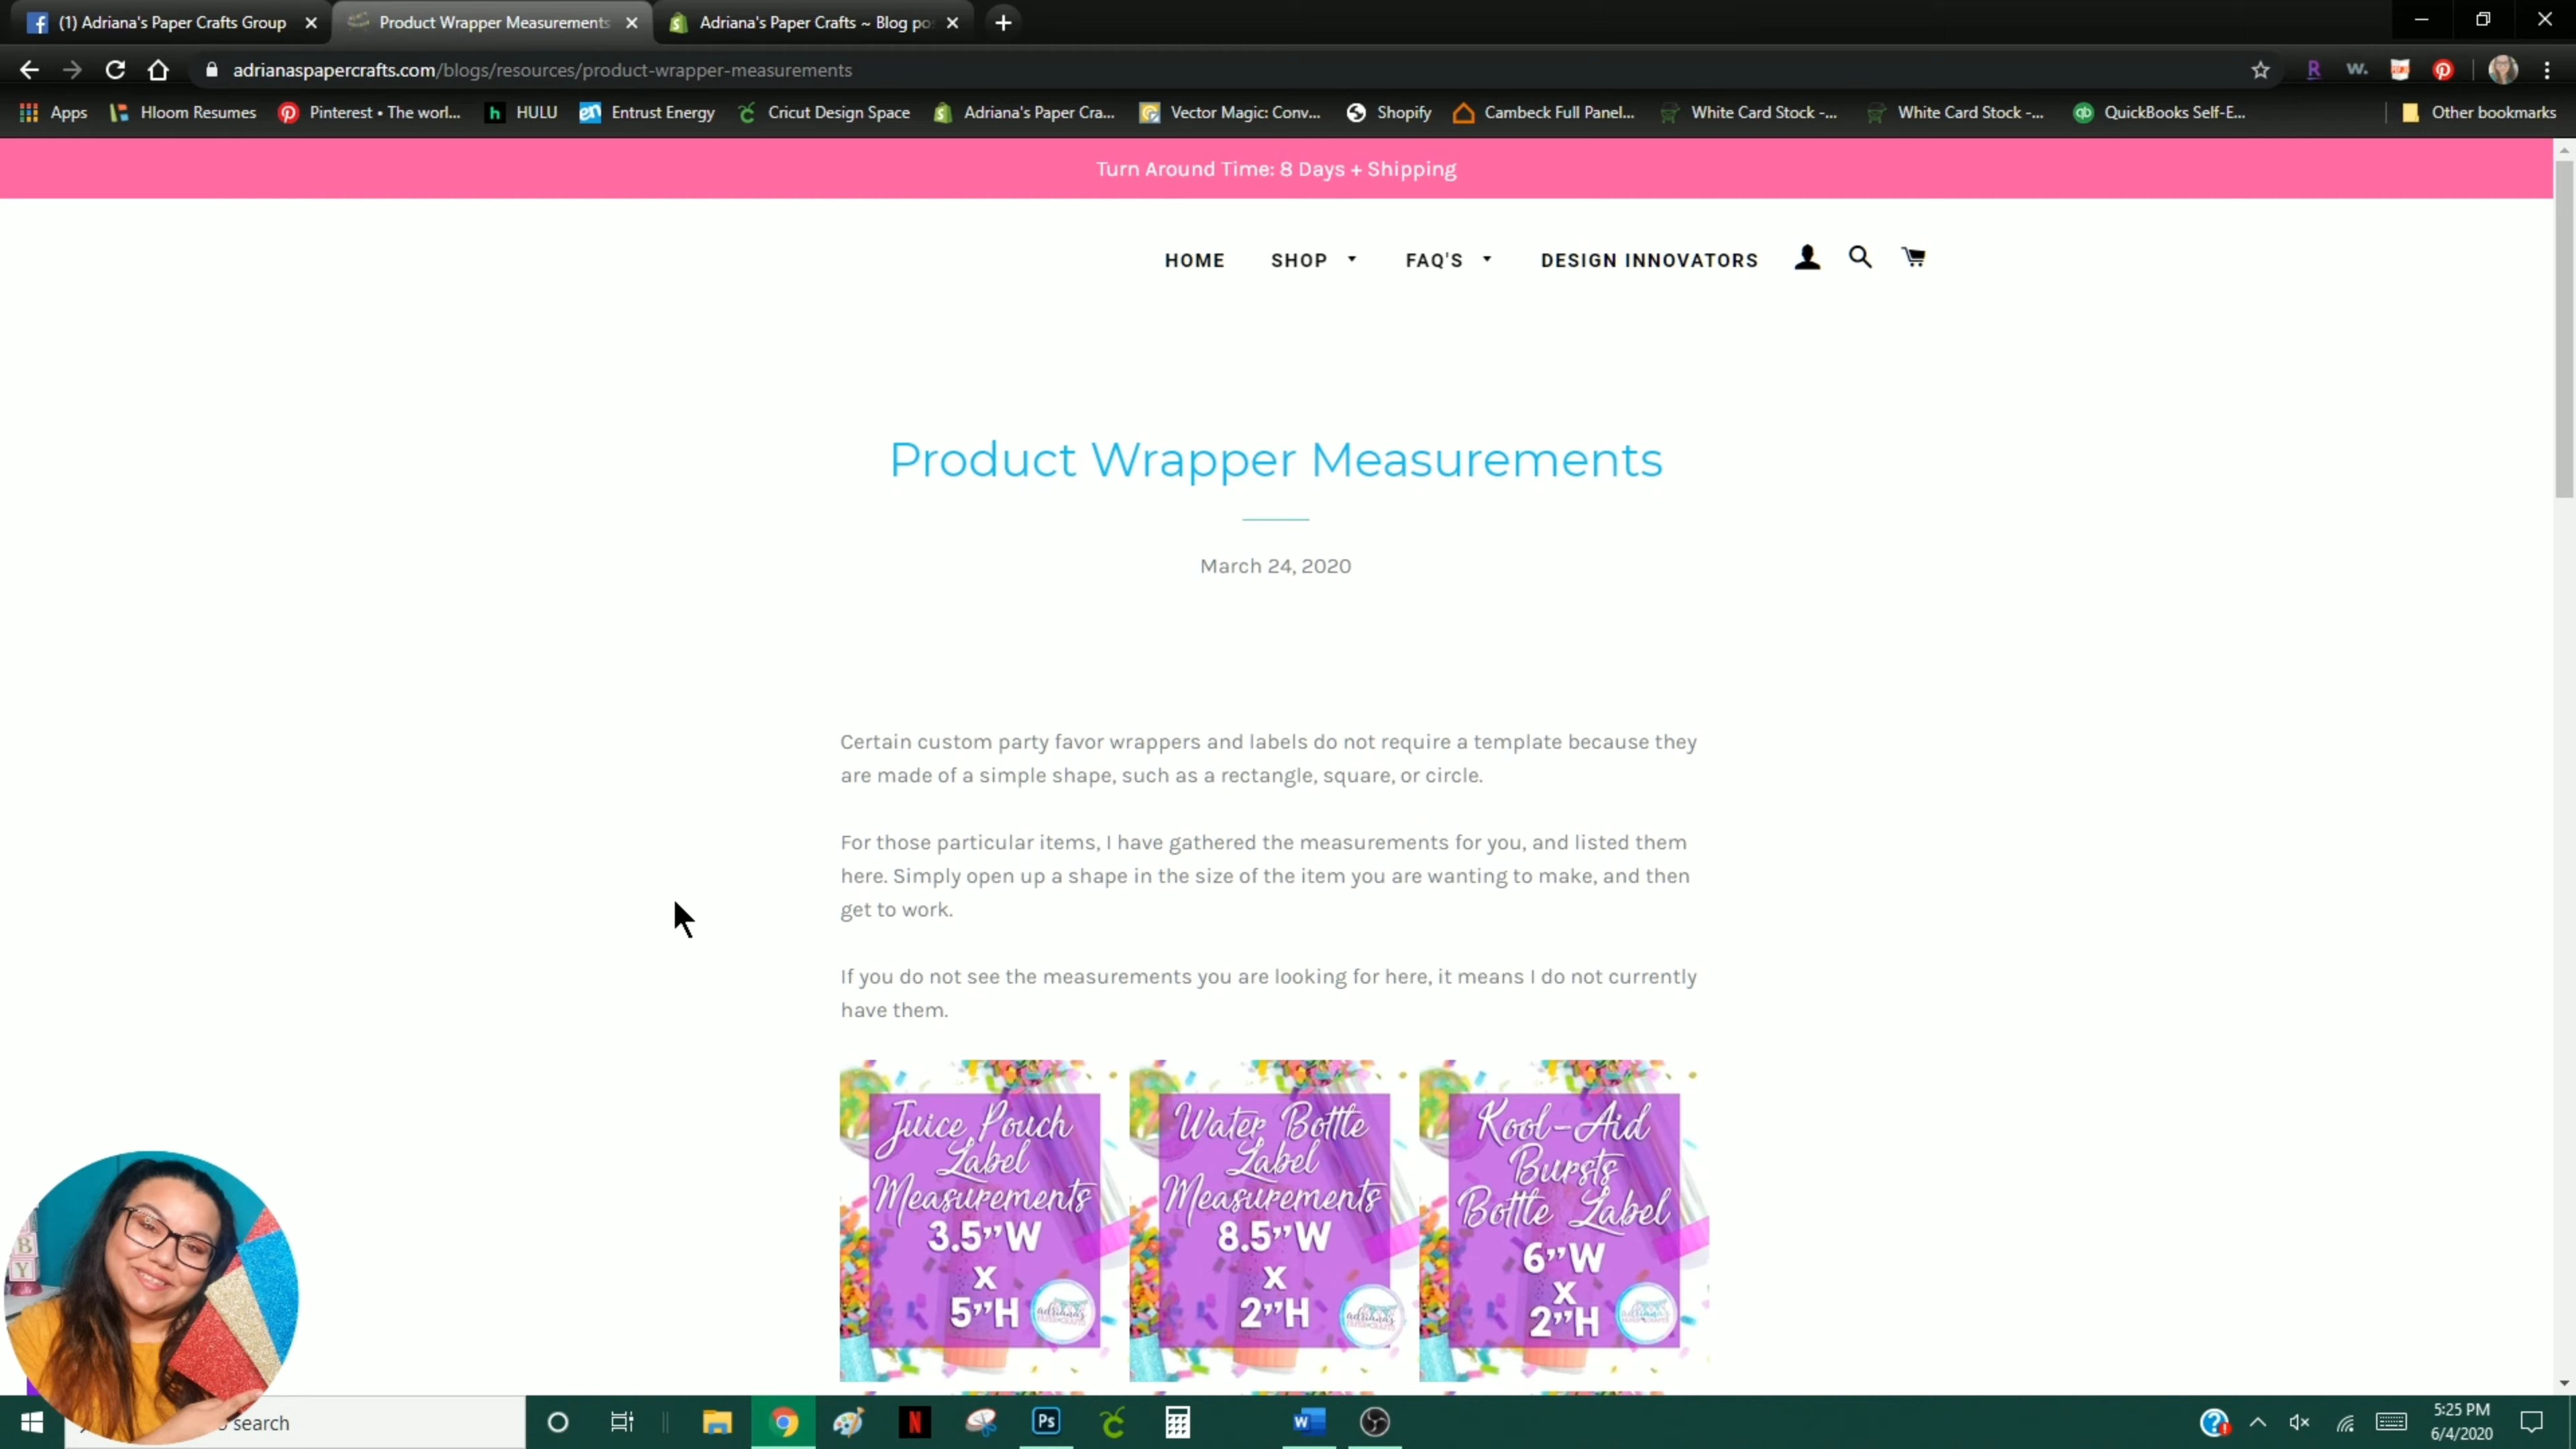 (1) Adriana's Paper Crafts Group
Product Wrapper Measurements
Adriana's Paper Crafts ~ Blog po
adrianaspapercrafts.com/blogs/resources/product-wrapper-measurements
Apps
Hloom Resumes
Pinterest • The worl...
HULU
Entrust Energy
Cricut Design Space
Adriana's Paper Cra...
Vector Magic: Conv...
Shopify
Cambeck Full Panel...
White Card Stock -...
White Card Stock -...
QuickBooks Self-E...
Other bookmarks
Turn Around Time: 8 Days + Shipping
HOME
SHOP
FAQ'S
DESIGN INNOVATORS
Product Wrapper Measurements
March 24, 2020
Certain custom party favor wrappers and labels do not require a template because they
are made of a simple shape, such as a rectangle, square, or circle.
For those particular items, I have gathered the measurements for you, and listed them
here. Simply open up a shape in the size of the item you are wanting to make, and then
get to work.
If you do not see the measurements you are looking for here, it means I do not currently
have them.
Juice Pouch
Label
Measurements
3.5”W
x
5”H
Water Bottle
Label
Measurements
8.5”W
x
2”H
Kool-Aid
Bursts
Bottle Label
6”W
x
2”H
B
Y
search
5:25 PM
6/4/2020